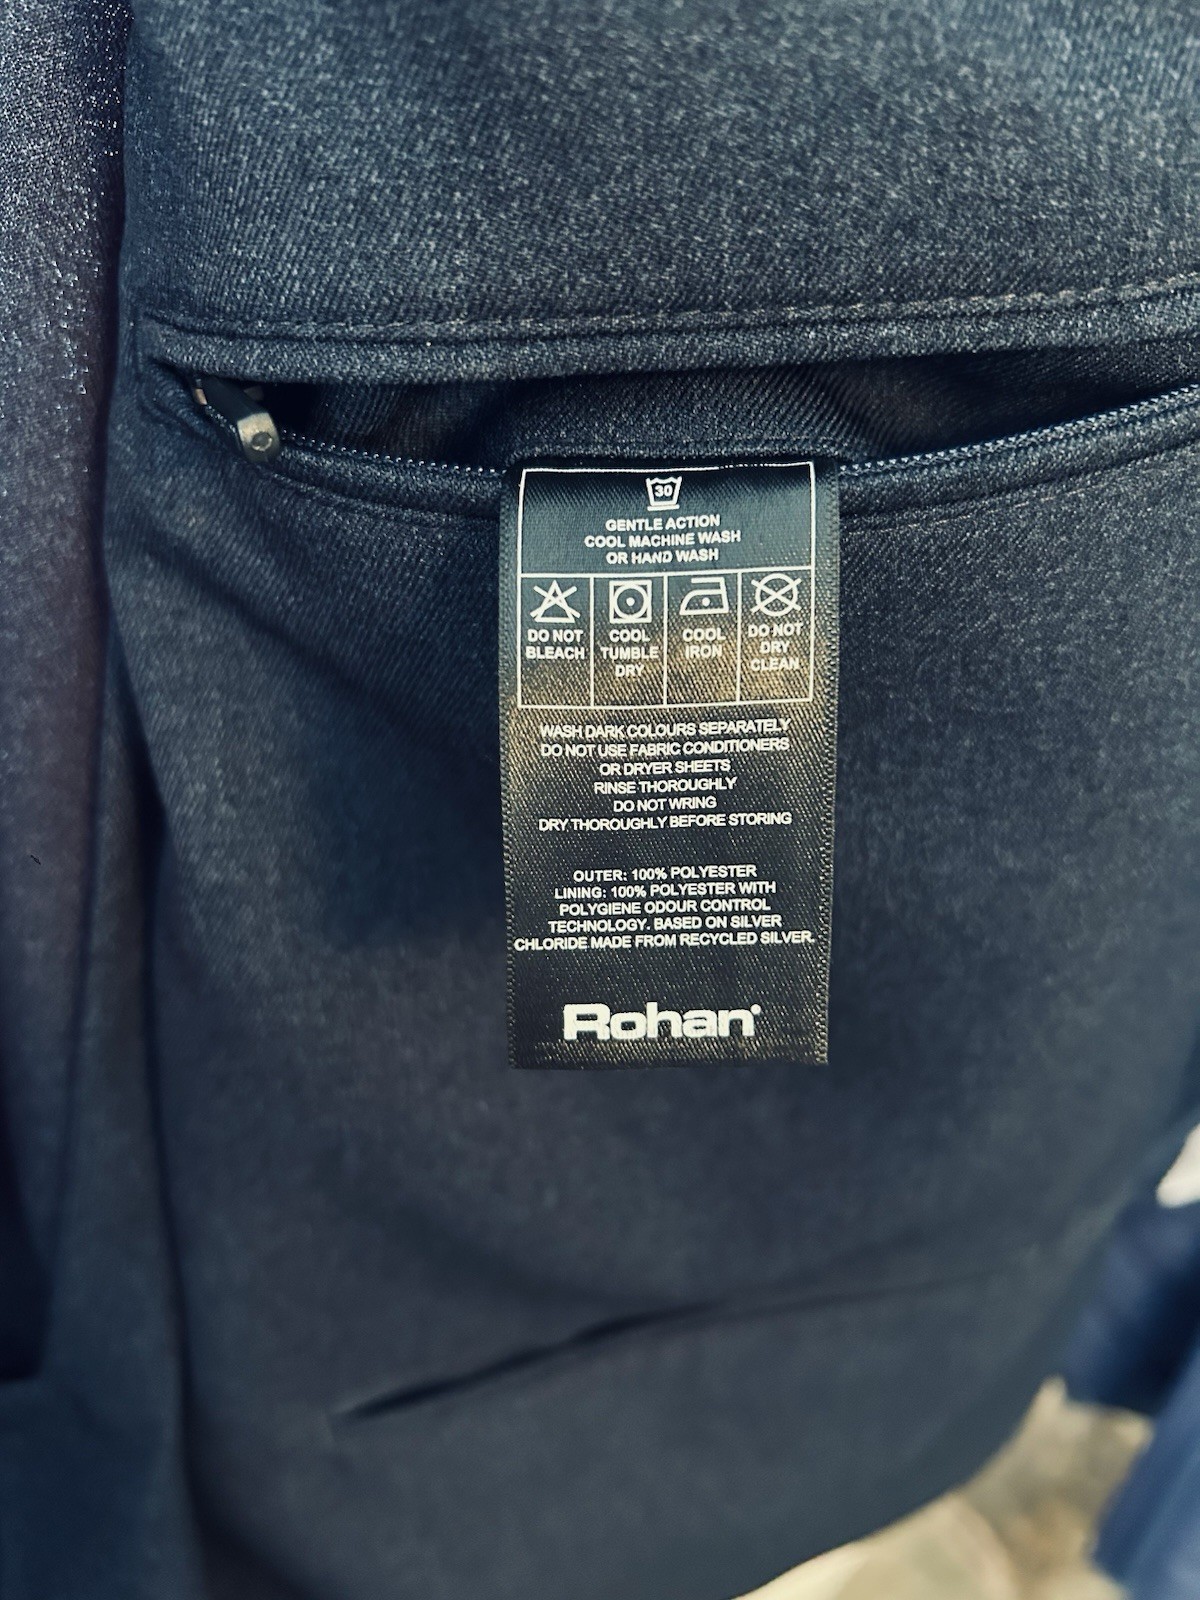 30
GENTLE ACTION
COOL MACHINE WASH
OR HAND WASH
DO NOT
BLEACH
COOL
TUMBLE
DRY
COOL
IRON
DO NOT
DRY
CLEAN
WASH DARK COLOURS SEPARATELY
DO NOT USE FABRIC CONDITIONERS
OR DRYER SHEETS
RINSE THOROUGHLY
DO NOT WRING
DRY THOROUGHLY BEFORE STORING
OUTER: 100% POLYESTER
LINING: 100% POLYESTER WITH
POLYGIENE ODOUR CONTROL
TECHNOLOGY. BASED ON SILVER
CHLORIDE MADE FROM RECYCLED SILVER.
Rohan®